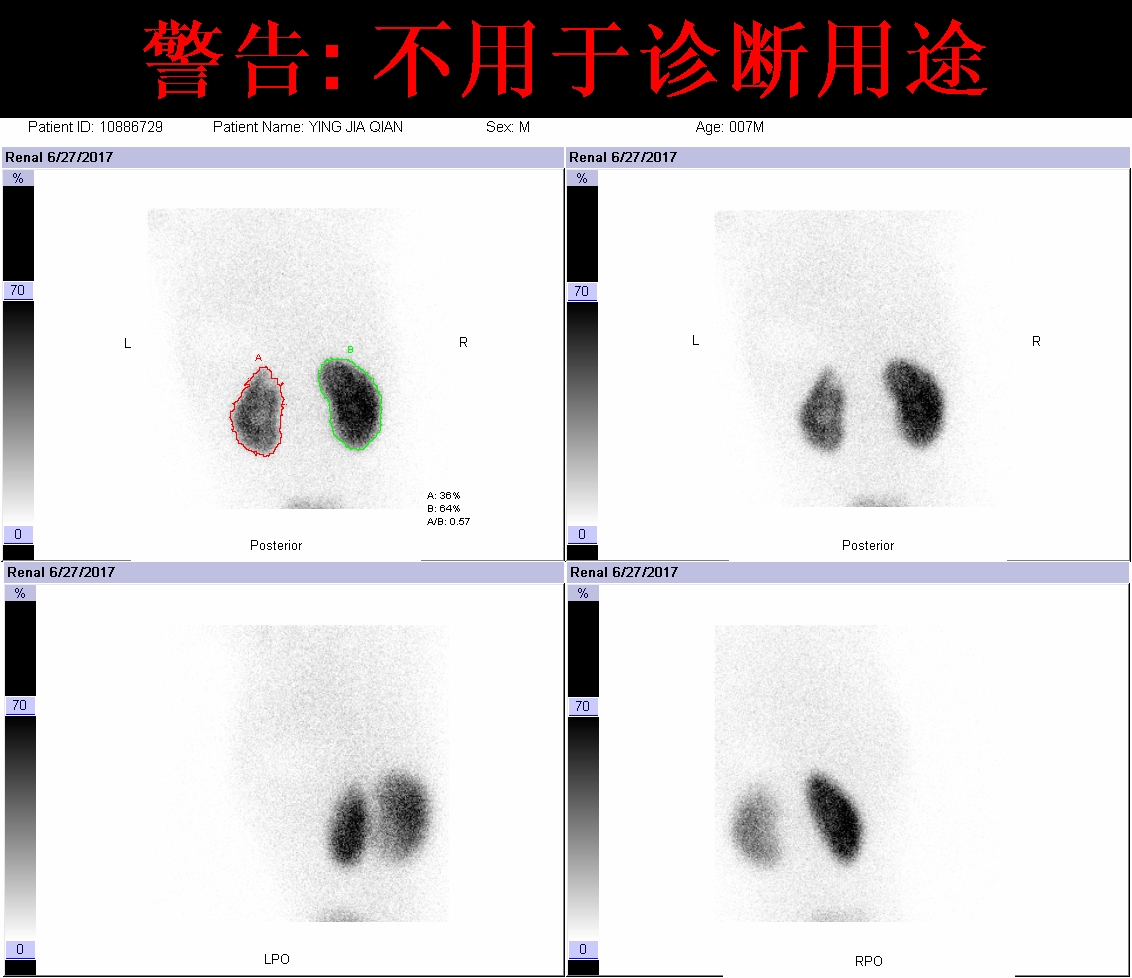 警告: 不用于诊断用途
Patient ID: 10886729 Patient Name: YING JIA QIAN Sex: M Age: 007M
Renal 6/27/2017
%
70
0
L
R
A
B
A: 36%
B: 64%
A/B: 0.57
Posterior
Renal 6/27/2017
%
70
0
L
R
Posterior
Renal 6/27/2017
%
70
0
LPO
Renal 6/27/2017
%
70
0
RPO